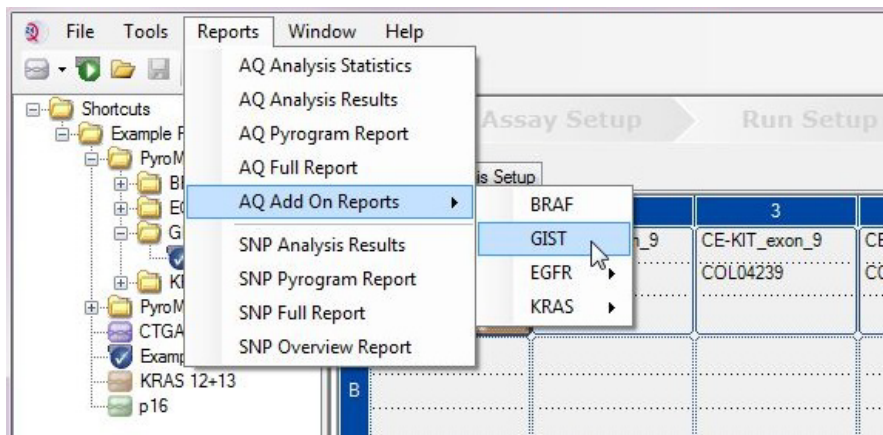 File Tools Reports Window Help
AQ Analysis Statistics
AQ Analysis Results
AQ Pyrogram Report
AQ Full Report
AQ Add On Reports
SNP Analysis Results
SNP Pyrogram Report
SNP Full Report
SNP Overview Report
BRAF
GIST
EGFR
KRAS
Shortcuts
Example F
PyroM
B
E
G
K
PyroM
CTGA
Examp
KRAS 12+13
p16
Assay Setup Run Setup
is Setup
3
n_9 CE-KIT_exon_9 CE
COL04239 CO
B